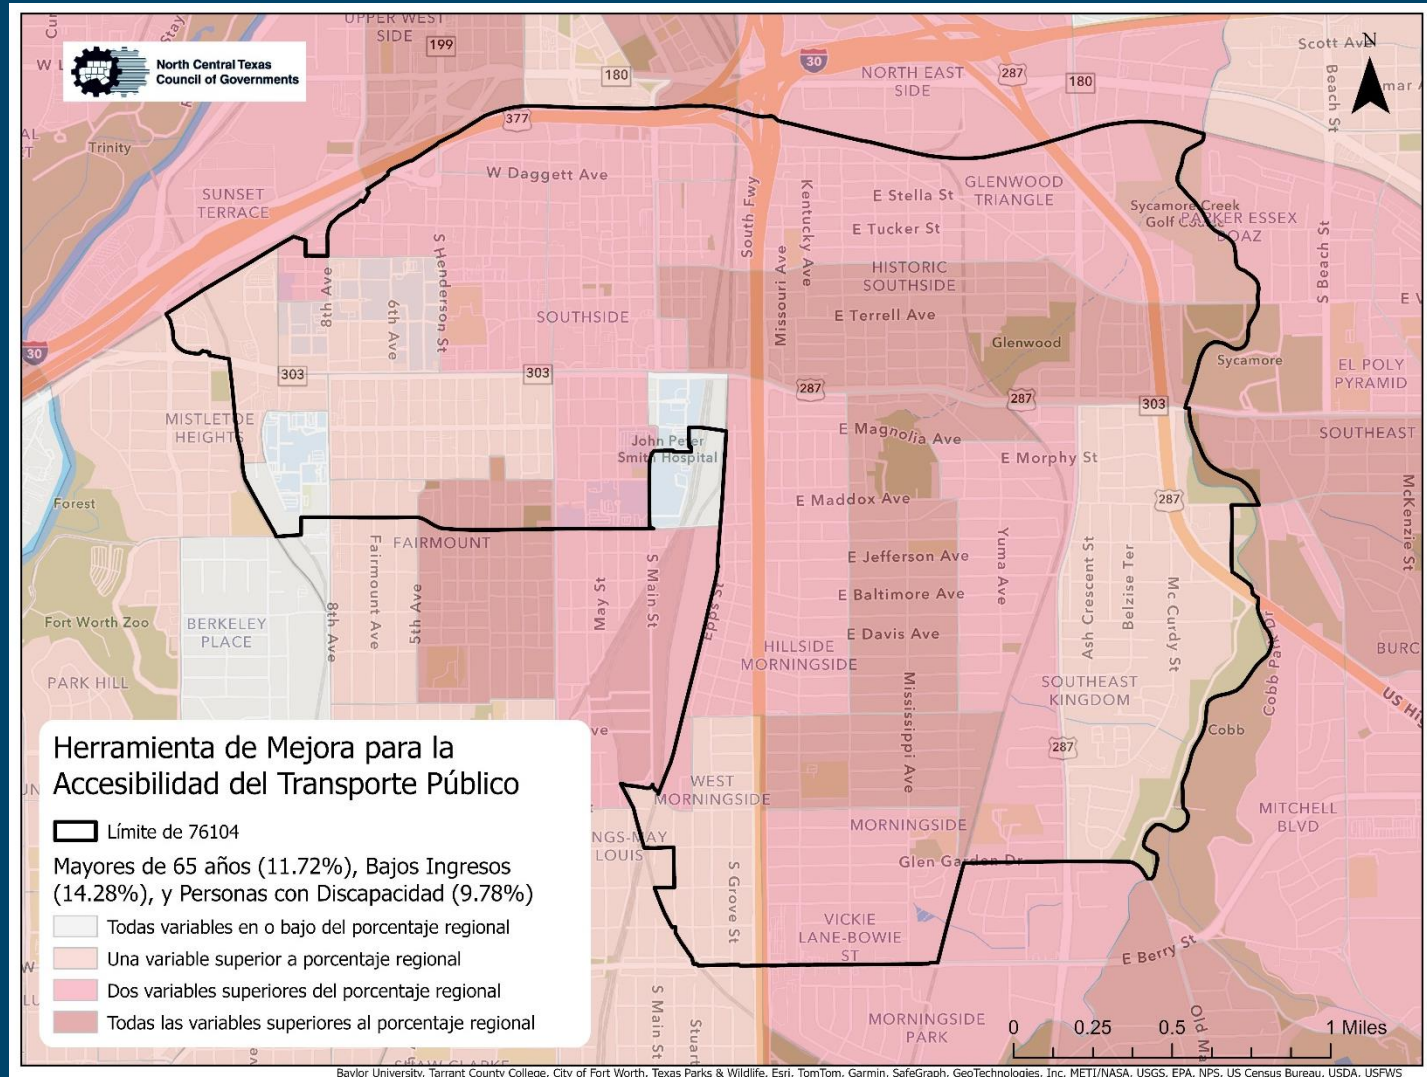 North Central Texas
Council of Governments
UPPER WEST
SIDE
199
180
30
NORTH EAST
SIDE
287
180
Scott Ave
N
Beach St
Trinity
377
W Daggett Ave
SUNSET
TERRACE
S Henderson St
8th Ave
6th Ave
South Fwy
Kentucky Ave
Missouri Ave
E Stella St
GLENWOOD
TRIANGLE
E Tucker St
Sycamore Creek
Golf Course
PARKER ESSEX
BOAZ
S Beach St
HISTORIC
SOUTHSIDE
SOUTHSIDE
E Terrell Ave
Glenwood
Sycamore
EL POLY
PYRAMID
30
303
303
287
287
303
MISTLETOE
HEIGHTS
SOUTHEAST
John Peter
Smith Hospital
E Magnolia Ave
E Morphy St
E Maddox Ave
287
McKenzie St
Forest
FAIRMOUNT
Fairmount Ave
8th Ave
5th Ave
May St
S Main St
Epps St
E Jefferson Ave
E Baltimore Ave
E Davis Ave
Yuma Ave
Ash Crescent St
Belzise Ter
Mc Curdy St
Fort Worth Zoo
BERKELEY
PLACE
HILLSIDE
MORNINGSIDE
Mississippi Ave
SOUTHEAST
KINGDOM
Cobb Park Dr
PARK HILL
287
Cobb
WEST
MORNINGSIDE
MORNINGSIDE
MITCHELL
BLVD
Glen Garden Dr
S Grove St
VICKIE
LANE-BOWIE
ST
E Berry St
S Main St
MORNINGSIDE
PARK
Herramienta de Mejora para la
Accesibilidad del Transporte Público
Límite de 76104
Mayores de 65 años (11.72%), Bajos Ingresos
(14.28%), y Personas con Discapacidad (9.78%)
Todas variables en o bajo del porcentaje regional
Una variable superior a porcentaje regional
Dos variables superiores del porcentaje regional
Todas las variables superiores al porcentaje regional
0 0.25 0.5 1 Miles
Baylor University, Tarrant County College, City of Fort Worth, Texas Parks & Wildlife, Esri, TomTom, Garmin, SafeGraph, GeoTechnologies, Inc, METI/NASA, USGS, EPA, NPS, US Census Bureau, USDA, USFWS